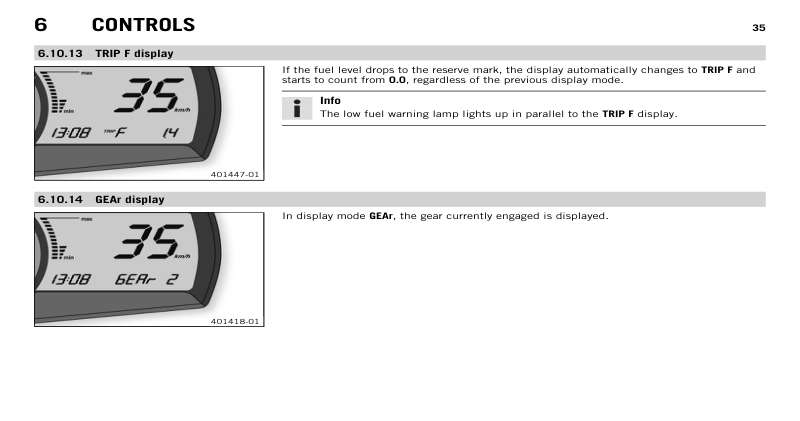 6 CONTROLS 35
6.10.13 TRIP F display
max
35
km/h
min
13:08 TRIP F 14
401447-01
If the fuel level drops to the reserve mark, the display automatically changes to TRIP F and
starts to count from 0.0, regardless of the previous display mode.
Info
The low fuel warning lamp lights up in parallel to the TRIP F display.
6.10.14 GEAr display
max
35
km/h
min
13:08 GEAr 2
401418-01
In display mode GEAr, the gear currently engaged is displayed.